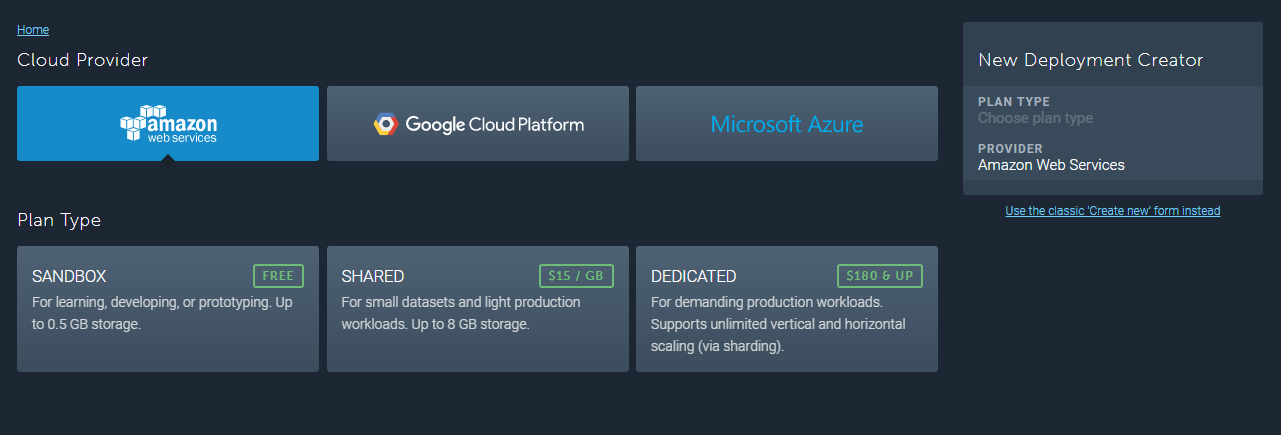 Home
Cloud Provider
amazon
web services
Google Cloud Platform
Microsoft Azure
Plan Type
SANDBOX
FREE
For learning, developing, or prototyping. Up
to 0.5 GB storage.
SHARED
$15 / GB
For small datasets and light production
workloads. Up to 8 GB storage.
DEDICATED
$180 & UP
For demanding production workloads.
Supports unlimited vertical and horizontal
scaling (via sharding).
New Deployment Creator
PLAN TYPE
Choose plan type
PROVIDER
Amazon Web Services
Use the classic 'Create new' form instead